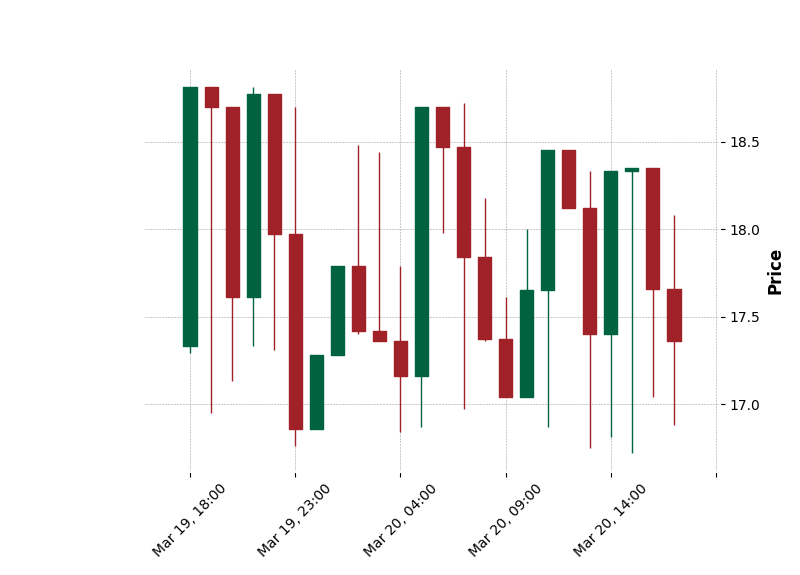 18.5
18.0
17.5
17.0
Price
Mar 19, 18:00
Mar 19, 23:00
Mar 20, 04:00
Mar 20, 09:00
Mar 20, 14:00